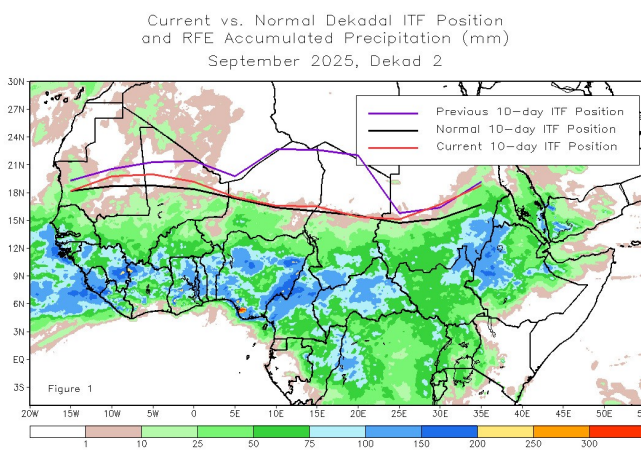 Current vs. Normal Dekadal ITF Position
and RFE Accumulated Precipitation (mm)
September 2025, Dekad 2
30N
27N
24N
21N
18N
15N
12N
9N
6N
3N
EQ
3S
Previous 10-day ITF Position
Normal 10-day ITF Position
Current 10-day ITF Position
Figure 1
20W 15W 10W 5W 0 5E 10E 15E 20E 25E 30E 35E 40E 45E 50E
1 10 25 50 75 100 150 200 250 300